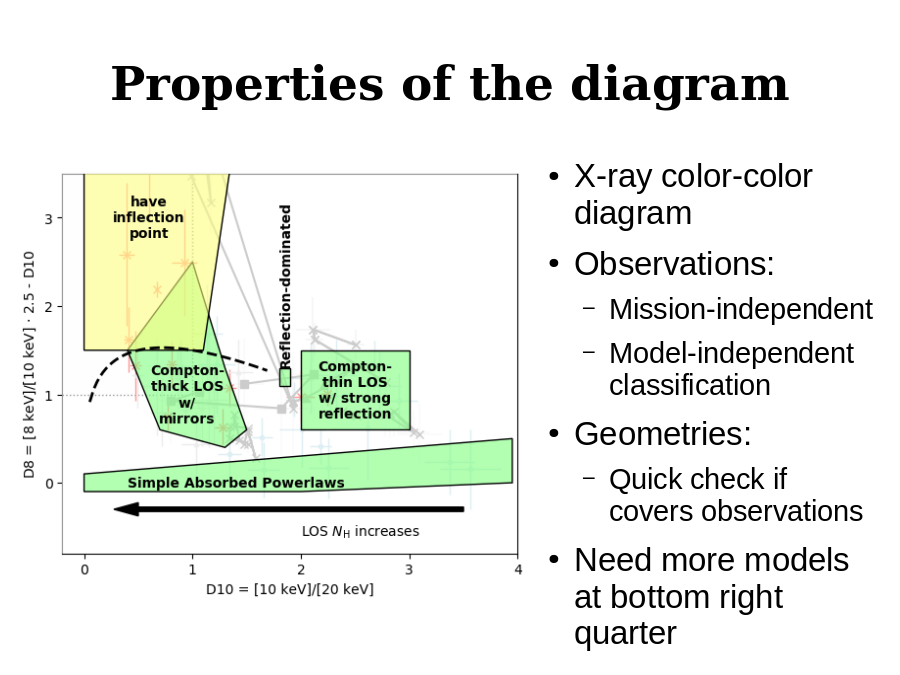 Properties of the diagram
D8 = [8 keV]/[10 keV] · 2.5 - D10
3
2
1
0
have
inflection
point
Reflection-dominated
Compton-
thick LOS
w/
mirrors
Compton-
thin LOS
w/ strong
reflection
Simple Absorbed Powerlaws
LOS N_H increases
0
1
2
3
4
D10 = [10 keV]/[20 keV]
• X-ray color-color
diagram
• Observations:
– Mission-independent
– Model-independent
classification
• Geometries:
– Quick check if
covers observations
• Need more models
at bottom right
quarter